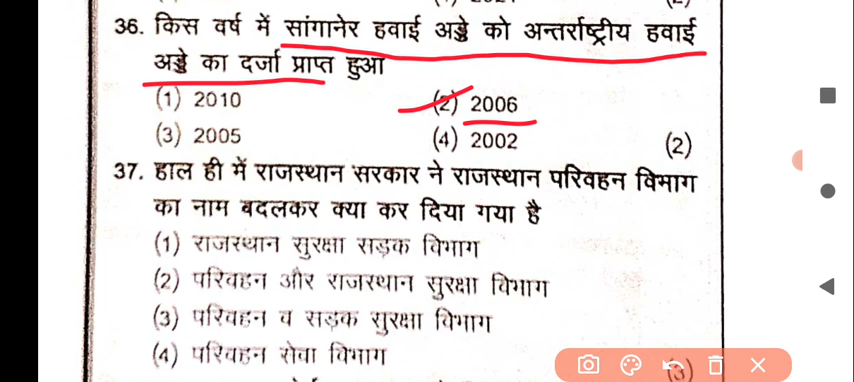 36. किस वर्ष में सांगानेर हवाई अड्डे को अन्तर्राष्ट्रीय हवाई
अड्डे का दर्जा प्राप्त हुआ
(1) 2010 (2) 2006
(3) 2005 (4) 2002 (2)
37. हाल ही में राजस्थान सरकार ने राजस्थान परिवहन विभाग
का नाम बदलकर क्या कर दिया गया है
(1) राजस्थान सुरक्षा सड़क विभाग
(2) परिवहन और राजस्थान सुरक्षा विभाग
(3) परिवहन व सड़क सुरक्षा विभाग
(4) परिवहन सेवा विभाग (3)